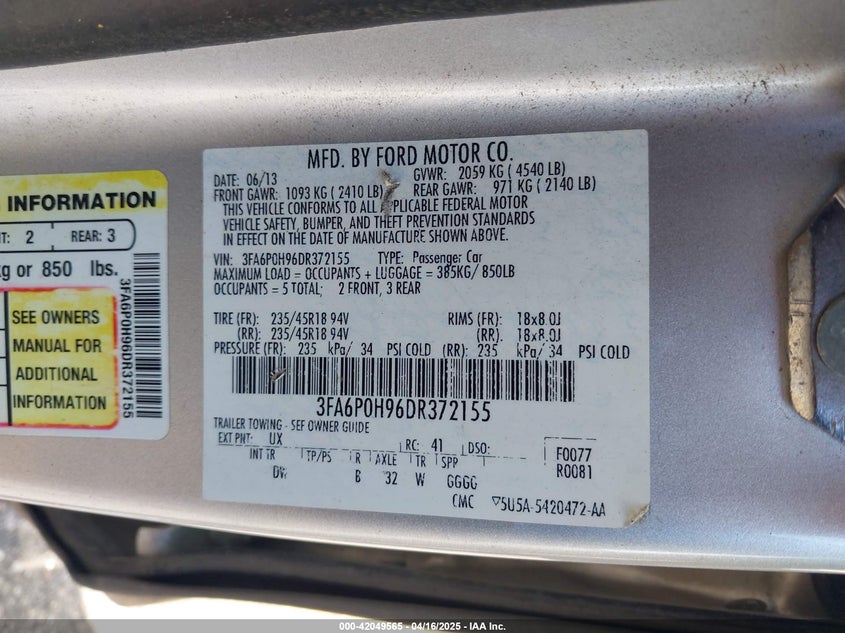 INFORMATION
2
REAR: 3
kg or 850 lbs.
SEE OWNERS
MANUAL FOR
ADDITIONAL
INFORMATION
3FA6P0H96DR372155
MFD. BY FORD MOTOR CO.
DATE: 06/13 GVWR: 2059 KG ( 4540 LB)
FRONT GAWR: 1093 KG ( 2410 LB) REAR GAWR: 971 KG ( 2140 LB)
THIS VEHICLE CONFORMS TO ALL APPLICABLE FEDERAL MOTOR
VEHICLE SAFETY, BUMPER, AND THEFT PREVENTION STANDARDS
IN EFFECT ON THE DATE OF MANUFACTURE SHOWN ABOVE.
VIN: 3FA6P0H96DR372155 TYPE: Passenger Car
MAXIMUM LOAD = OCCUPANTS + LUGGAGE = 385KG/ 850LB
OCCUPANTS = 5 TOTAL; 2 FRONT, 3 REAR
TIRE (FR): 235/45R18 94V RIMS (FR): 18x8.0J
(RR): 235/45R18 94V (RR). 18x8.0J
PRESSURE (FR): 235 kPa/ 34 PSI COLD (RR): 235 kPa/ 34 PSI COLD
3FA6P0H96DR372155
TRAILER TOWING - SEE OWNER GUIDE
EXT PNT: UX RC: 41 DSO: F0077
INT TR TP/PS R AXLE TR SPP R0081
B 32 W GGGG
CMC 5U5A-5420472-AA
000-42049565 - 04/16/2025 - IAA Inc.